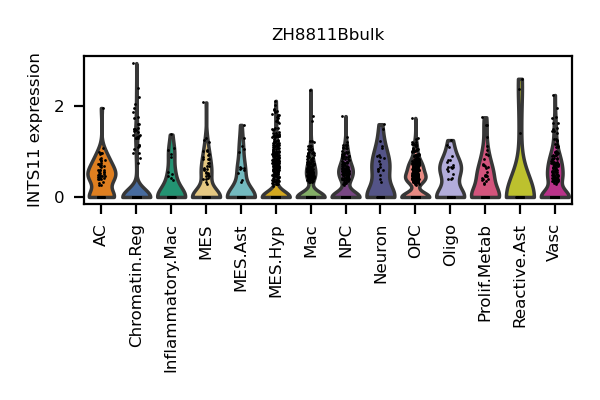 ZH8811Bbulk
INTS11 expression
2
0
AC
Chromatin.Reg
Inflammatory.Mac
MES
MES.Ast
MES.Hyp
Mac
NPC
Neuron
OPC
Oligo
Prolif.Metab
Reactive.Ast
Vasc